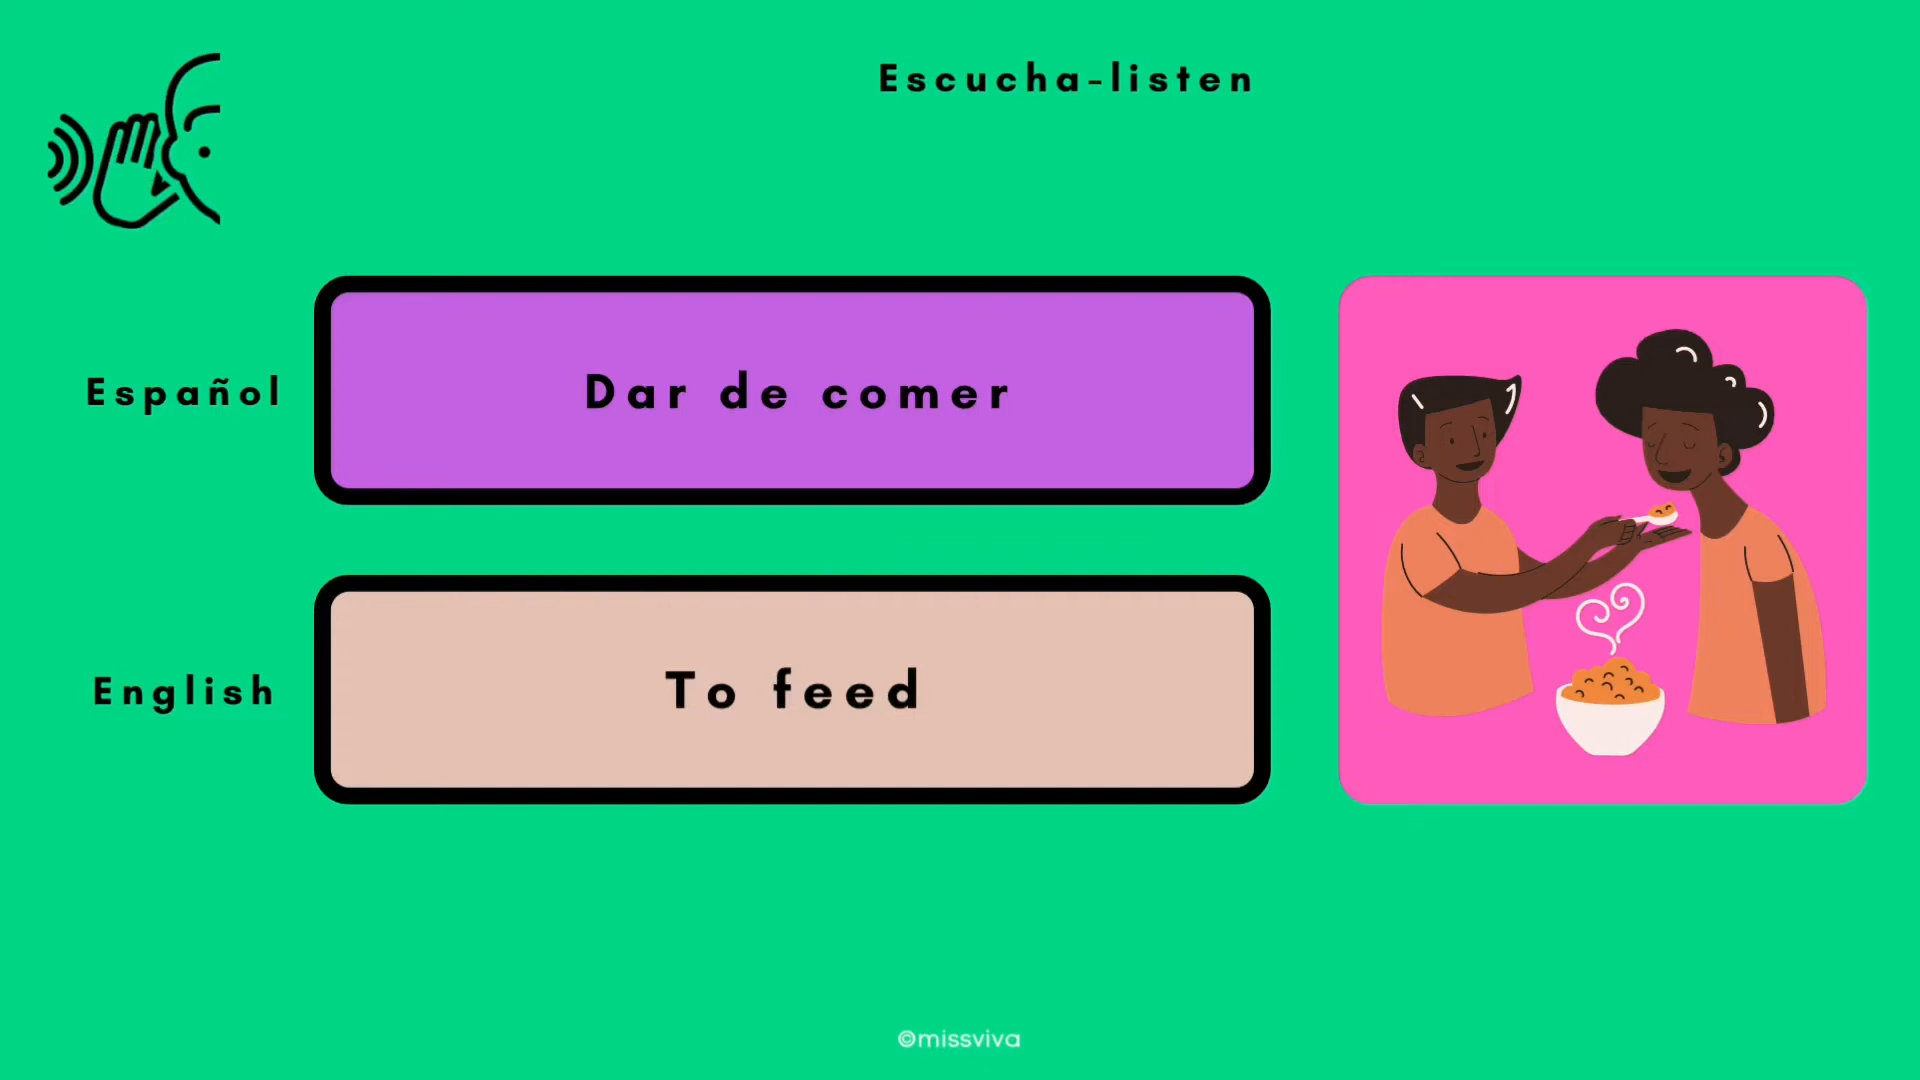 Escucha-listen
Español
Dar de comer
English
To feed
©missviva